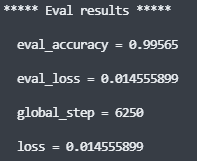 ***** Eval results *****
eval_accuracy = 0.99565
eval_loss = 0.014555899
global_step = 6250
loss = 0.014555899